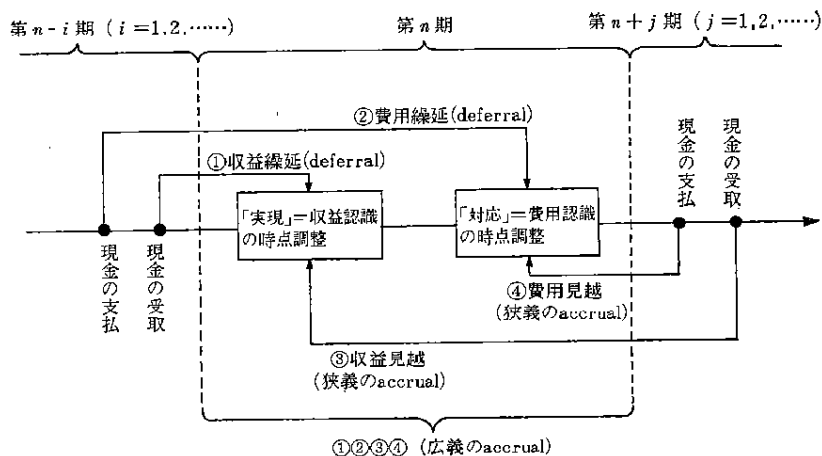 第n-i期 (i=1,2,……)
第n期
第n+j期 (j=1,2,……)
②費用繰延(deferral)
①収益繰延(deferral)
現金の支払
現金の受取
「実現」=収益認識
の時点調整
「対応」=費用認識
の時点調整
現金の支払
現金の受取
④費用見越
(狭義のaccrual)
③収益見越
(狭義のaccrual)
①②③④ (広義のaccrual)